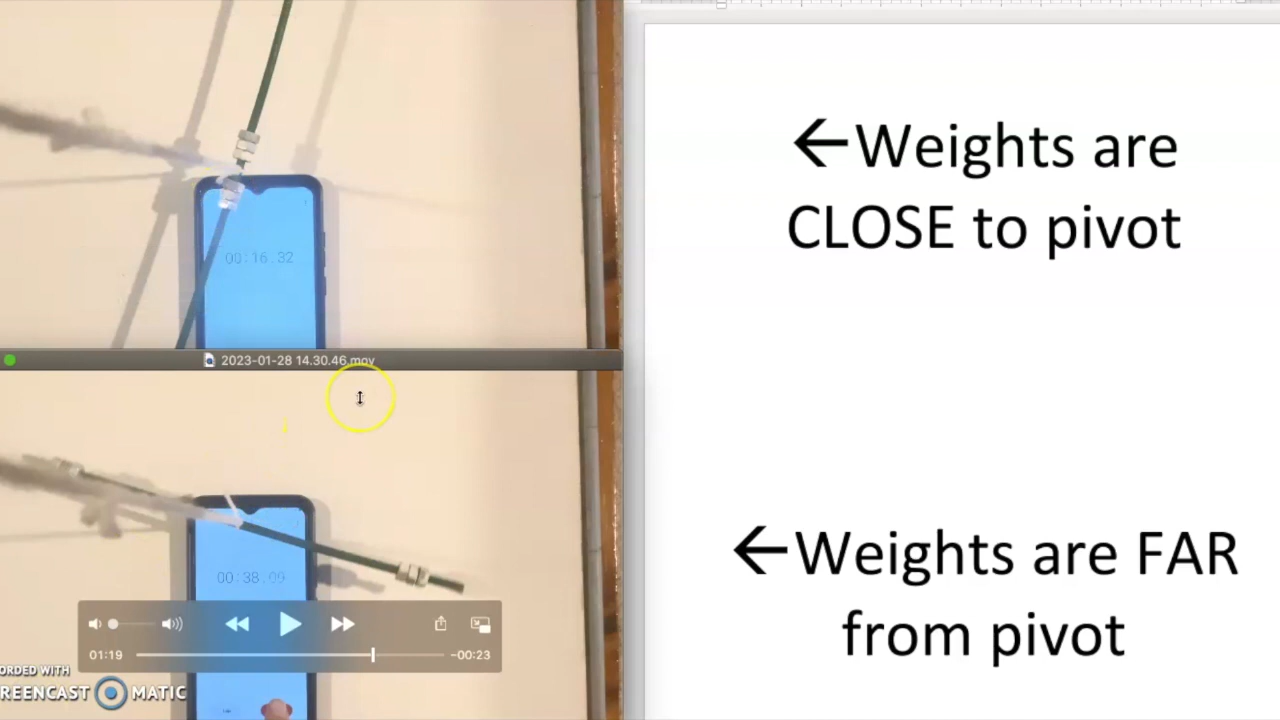 ←Weights are
CLOSE to pivot
00:16.32
2023-01-28 14.30.46.mov
←Weights are FAR
from pivot
00:38.09
01:19
-00:23
ORDED WITH
REENCAST MATIC